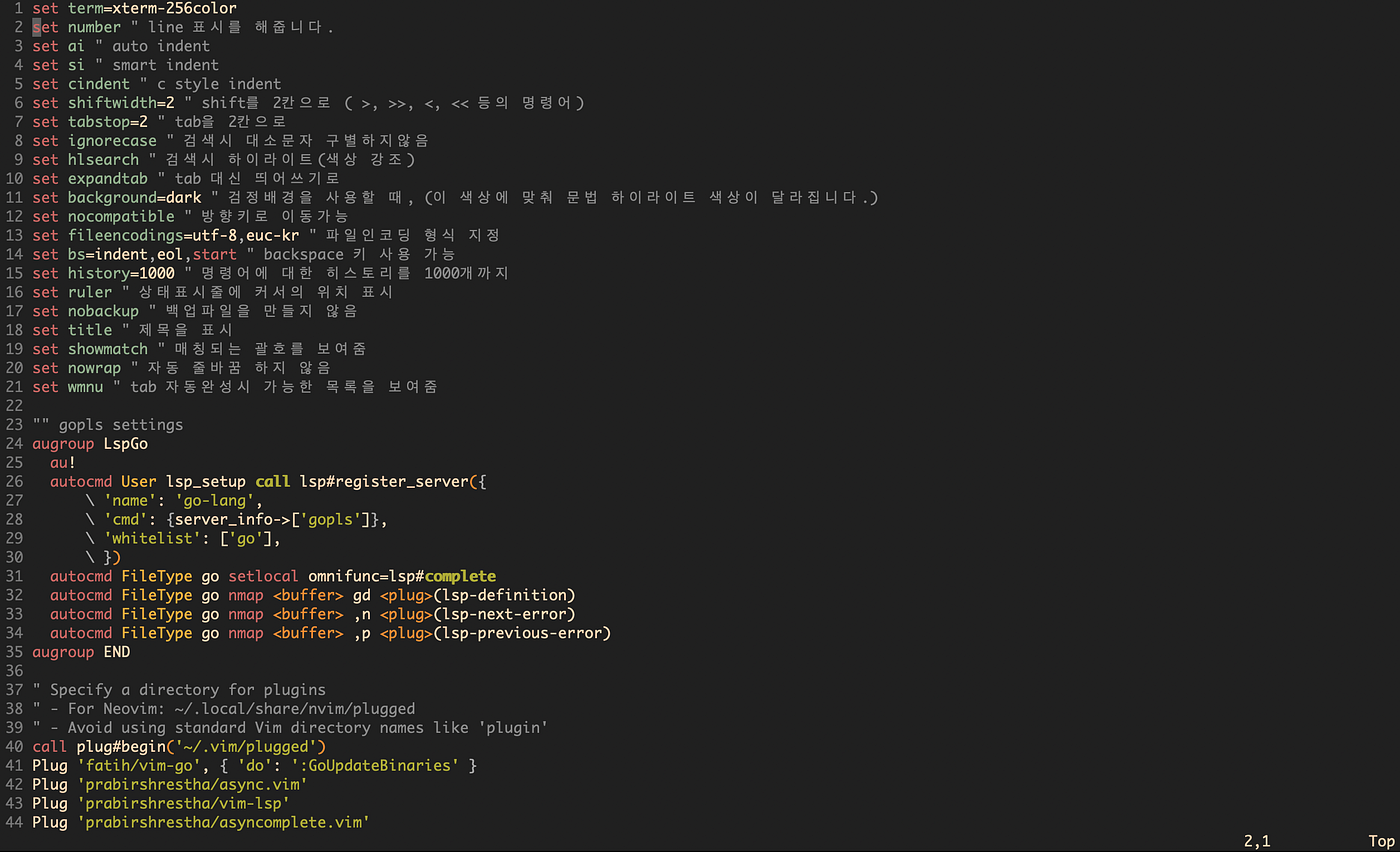 1 set term=xterm-256color
2 set number " line 표시를 해줍니다.
3 set ai " auto indent
4 set si " smart indent
5 set cindent " c style indent
6 set shiftwidth=2 " shift를 2칸으로 ( >, >>, <, << 등의 명령어)
7 set tabstop=2 " tab을 2칸으로
8 set ignorecase " 검색시 대소문자 구별하지않음
9 set hlsearch " 검색시 하이라이트(색상 강조)
10 set expandtab " tab 대신 띄어쓰기로
11 set background=dark " 검정배경을 사용할 때, (이 색상에 맞춰 문법 하이라이트 색상이 달라집니다.)
12 set nocompatible " 방향키로 이동가능
13 set fileencodings=utf-8,euc-kr " 파일인코딩 형식 지정
14 set bs=indent,eol,start " backspace 키 사용 가능
15 set history=1000 " 명령어에 대한 히스토리를 1000개까지
16 set ruler " 상태표시줄에 커서의 위치 표시
17 set nobackup " 백업파일을 만들지 않음
18 set title " 제목을 표시
19 set showmatch " 매칭되는 괄호를 보여줌
20 set nowrap " 자동 줄바꿈 하지 않음
21 set wmnu " tab 자동완성시 가능한 목록을 보여줌
22
23 "" gopls settings
24 augroup LspGo
25   au!
26   autocmd User lsp_setup call lsp#register_server({
27       \ 'name': 'go-lang',
28       \ 'cmd': {server_info->['gopls']},
29       \ 'whitelist': ['go'],
30       \ })
31   autocmd FileType go setlocal omnifunc=lsp#complete
32   autocmd FileType go nmap <buffer> gd <plug>(lsp-definition)
33   autocmd FileType go nmap <buffer> ,n <plug>(lsp-next-error)
34   autocmd FileType go nmap <buffer> ,p <plug>(lsp-previous-error)
35 augroup END
36
37 " Specify a directory for plugins
38 " - For Neovim: ~/.local/share/nvim/plugged
39 " - Avoid using standard Vim directory names like 'plugin'
40 call plug#begin('~/.vim/plugged')
41 Plug 'fatih/vim-go', { 'do': ':GoUpdateBinaries' }
42 Plug 'prabirshrestha/async.vim'
43 Plug 'prabirshrestha/vim-lsp'
44 Plug 'prabirshrestha/asyncomplete.vim'
2,1 Top